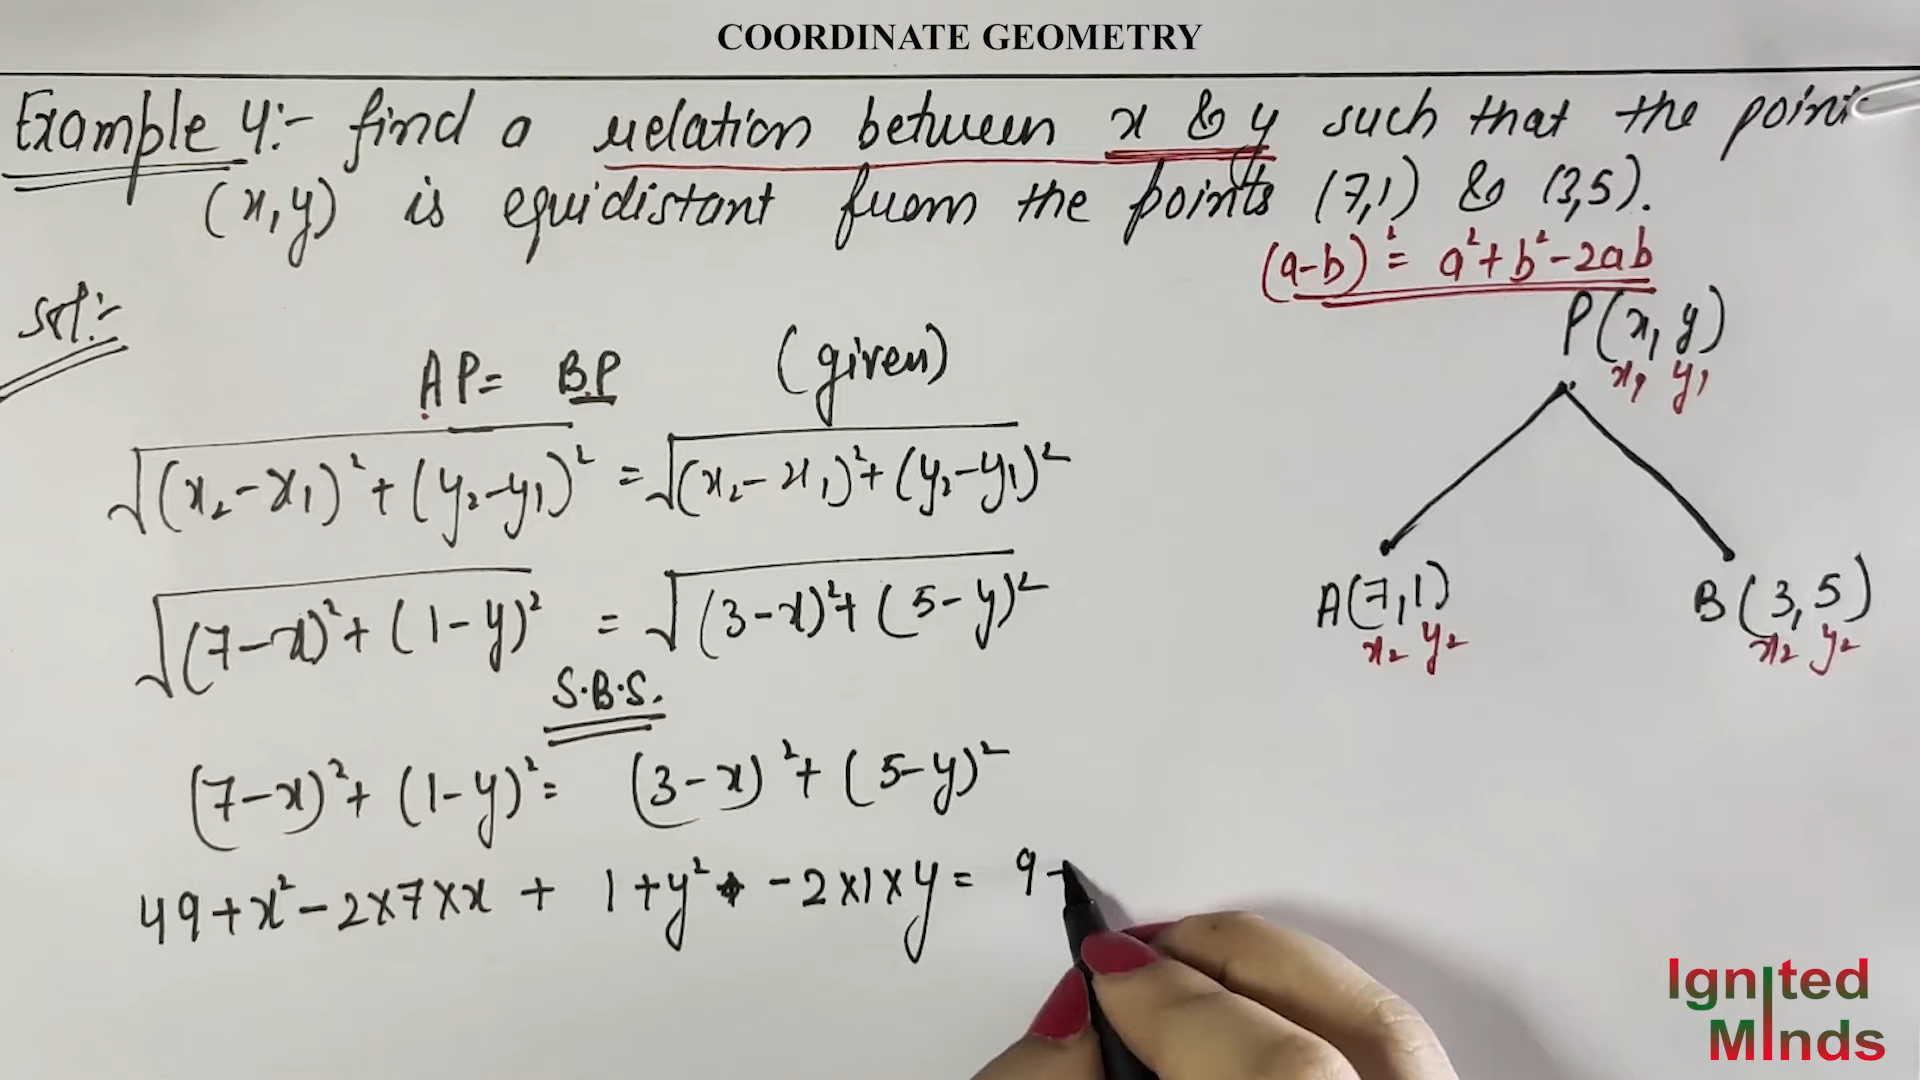 COORDINATE GEOMETRY
Example 4:- find a relation between x & y such that the point
(x,y) is equidistant from the points (7,1) & (3,5).
(a-b)² = a²+b²-2ab
Sol:-
P(x, y)
x₁ y₁
AP = BP (given)
√(x₂-x₁)²+(y₂-y₁)² = √(x₂-x₁)²+(y₂-y₁)²
A(7,1) B(3,5)
x₂ y₂ x₂ y₂
√(7-x)²+(1-y)² = √(3-x)²+(5-y)²
S.B.S.
(7-x)²+(1-y)² = (3-x)²+(5-y)²
49+x²-2×7×x + 1+y² -2×1×y = 9
Ignited
Minds